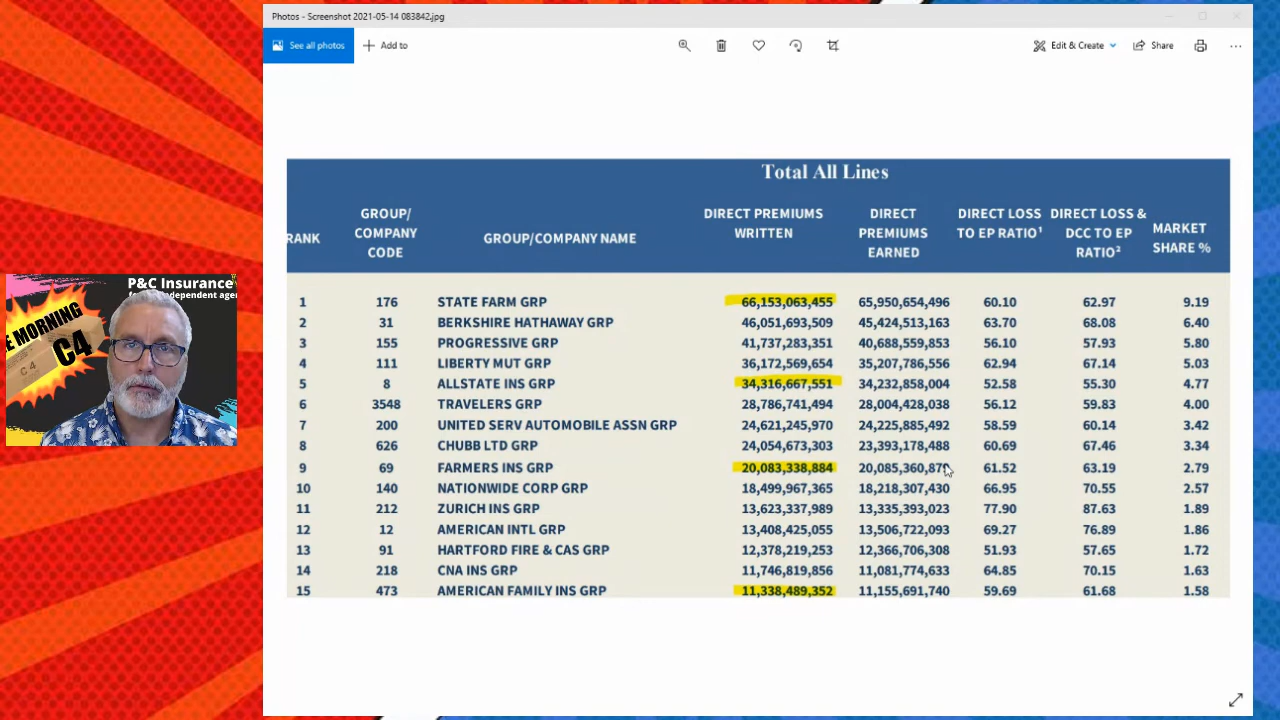 Photos - Screenshot 2021-05-14 083842.jpg
See all photos
Add to
Edit & Create
Share
Total All Lines
RANK
GROUP/
COMPANY
CODE
GROUP/COMPANY NAME
DIRECT PREMIUMS
WRITTEN
DIRECT
PREMIUMS
EARNED
DIRECT LOSS
TO EP RATIO¹
DIRECT LOSS &
DCC TO EP
RATIO²
MARKET
SHARE %
1 176 STATE FARM GRP 66,153,063,455 65,950,654,496 60.10 62.97 9.19
2 31 BERKSHIRE HATHAWAY GRP 46,051,693,509 45,424,513,163 63.70 68.08 6.40
3 155 PROGRESSIVE GRP 41,737,283,351 40,688,559,853 56.10 57.93 5.80
4 111 LIBERTY MUT GRP 36,172,569,654 35,207,786,556 62.94 67.14 5.03
5 8 ALLSTATE INS GRP 34,316,667,551 34,232,858,004 52.58 55.30 4.77
6 3548 TRAVELERS GRP 28,786,741,494 28,004,428,038 56.12 59.83 4.00
7 200 UNITED SERV AUTOMOBILE ASSN GRP 24,621,245,970 24,225,885,492 58.59 60.14 3.42
8 626 CHUBB LTD GRP 24,054,673,303 23,393,178,488 60.69 67.46 3.34
9 69 FARMERS INS GRP 20,083,338,884 61.52 63.19 2.79
10 140 NATIONWIDE CORP GRP 18,499,967,365 18,218,307,430 66.95 70.55 2.57
11 212 ZURICH INS GRP 13,623,337,989 13,335,393,023 77.90 87.63 1.89
12 12 AMERICAN INTL GRP 13,408,425,055 13,506,722,093 69.27 76.89 1.86
13 91 HARTFORD FIRE & CAS GRP 12,378,219,253 12,366,706,308 51.93 57.65 1.72
14 218 CNA INS GRP 11,746,819,856 11,081,774,633 64.85 70.15 1.63
15 473 AMERICAN FAMILY INS GRP 11,338,489,352 11,155,691,740 59.69 61.68 1.58
P&C Insurance
MORNING
C4
C4